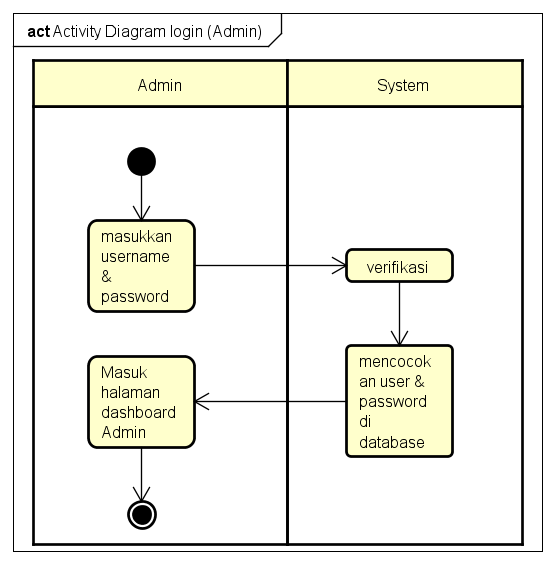 act Activity Diagram login (Admin)
Admin
System
masukkan
username
&
password
verifikasi
mencocok
an user &
password
di
database
Masuk
halaman
dashboard
Admin